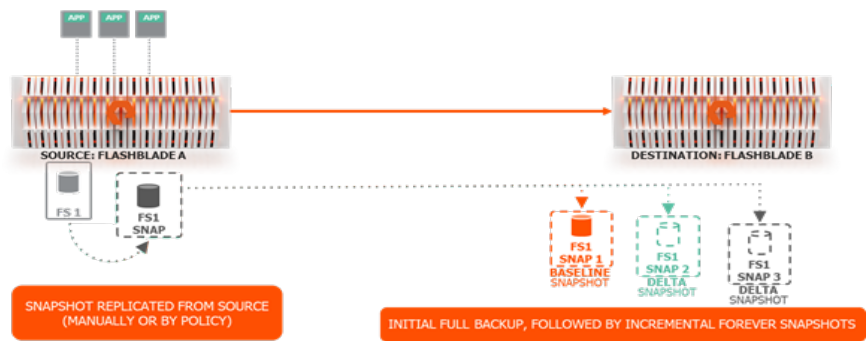 APP
APP
APP
SOURCE: FLASHBLADE A
DESTINATION: FLASHBLADE B
FS 1
FS1
SNAP
FS1
SNAP 1
BASELINE
SNAPSHOT
FS1
SNAP 2
DELTA
SNAPSHOT
FS1
SNAP 3
DELTA
SNAPSHOT
SNAPSHOT REPLICATED FROM SOURCE
(MANUALLY OR BY POLICY)
INITIAL FULL BACKUP, FOLLOWED BY INCREMENTAL FOREVER SNAPSHOTS